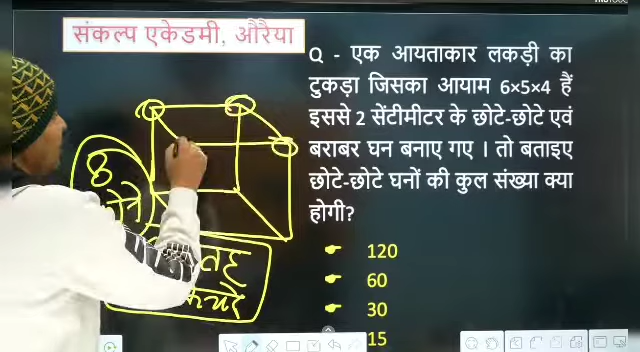 संकल्प एकेडमी, औरैया
Q - एक आयताकार लकड़ी का
टुकड़ा जिसका आयाम 6×5×4 हैं
इससे 2 सेंटीमीटर के छोटे-छोटे एवं
बराबर घन बनाए गए । तो बताइए
छोटे-छोटे घनों की कुल संख्या क्या
होगी?
☛ 120
☛ 60
☛ 30
15
8